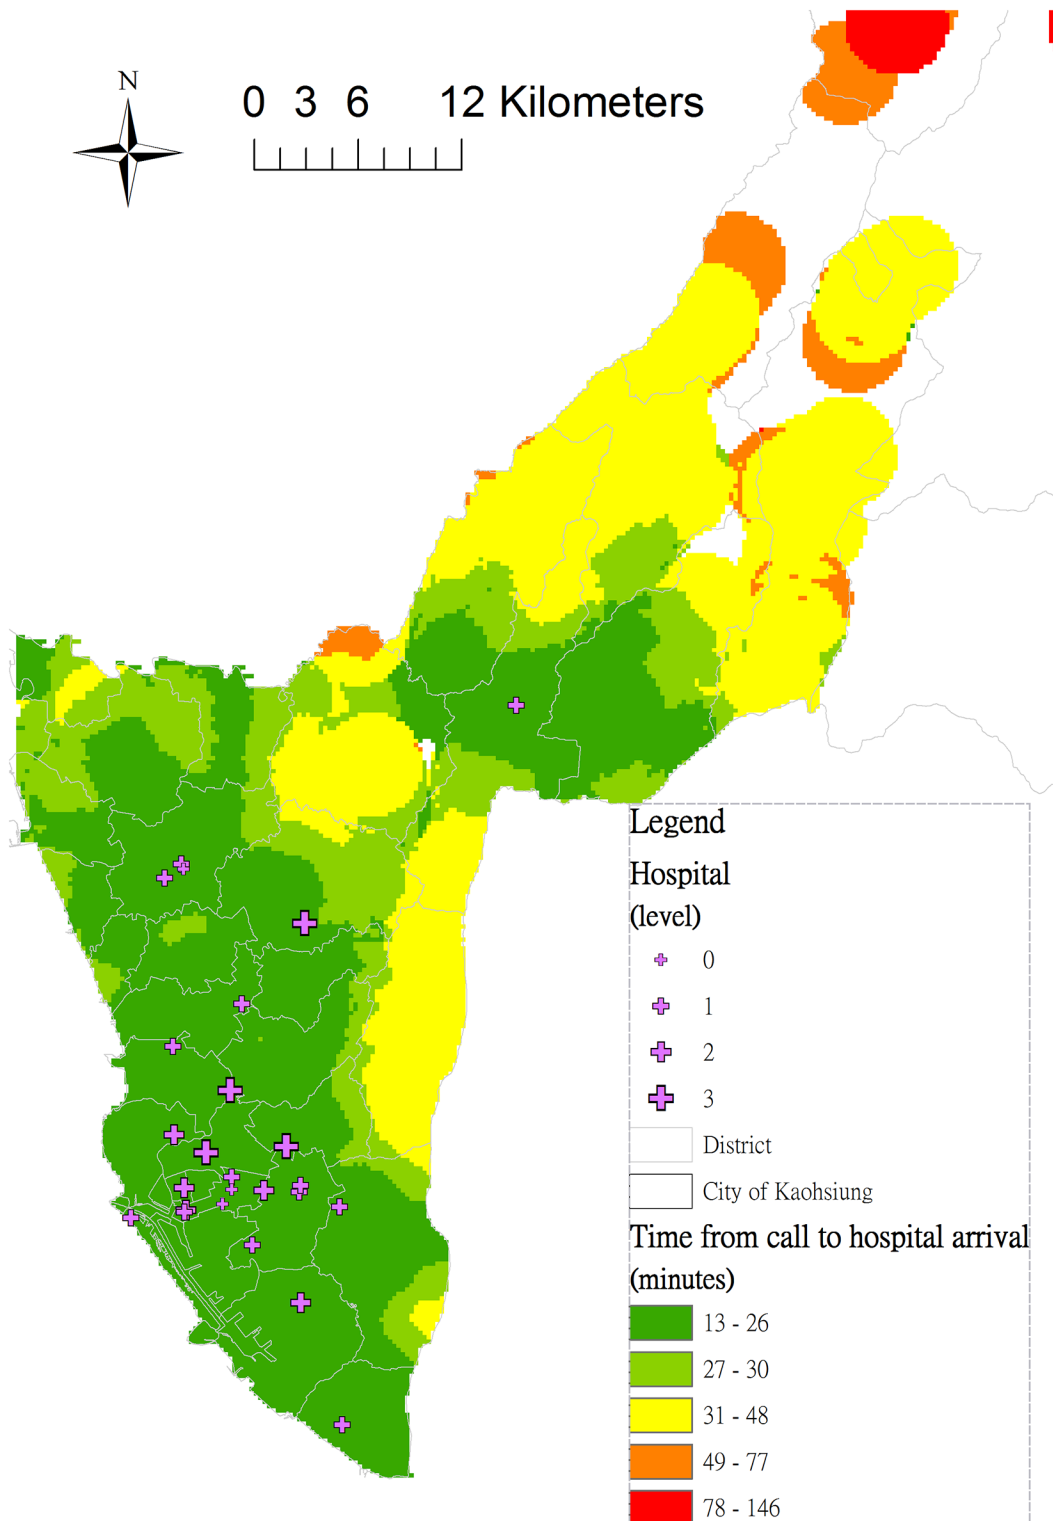 N
0 3 6 12 Kilometers
Legend
Hospital
(level)
0
1
2
3
District
City of Kaohsiung
Time from call to hospital arrival
(minutes)
13 - 26
27 - 30
31 - 48
49 - 77
78 - 146